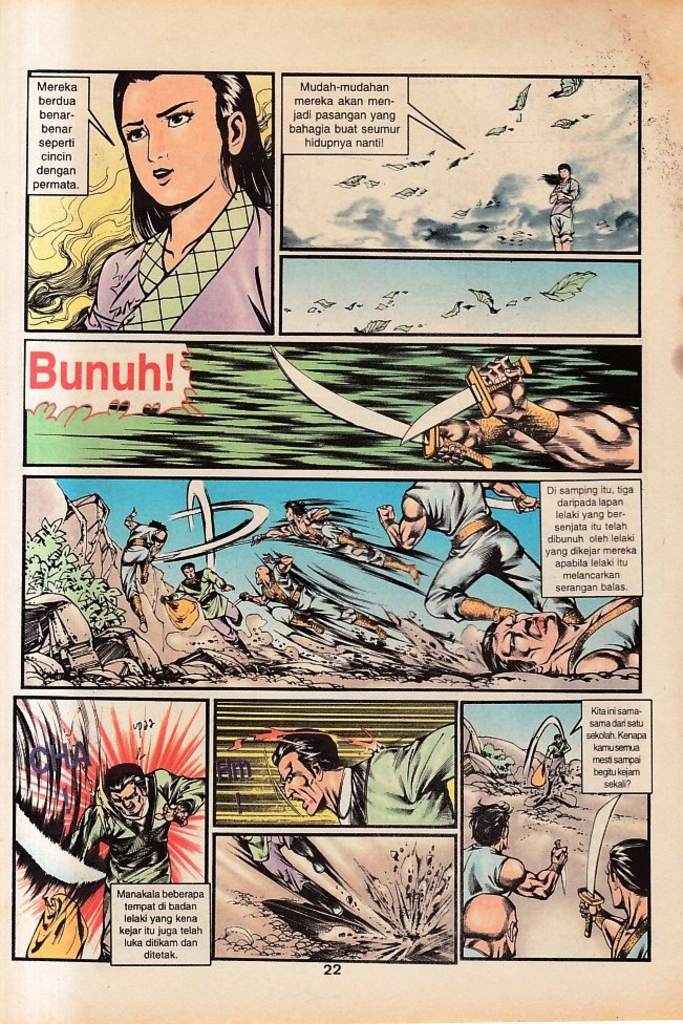 Mereka
berdua
benar-
benar
seperti
cincin
dengan
permata.
Mudah-mudahan
mereka akan men-
jadi pasangan yang
bahagia buat seumur
hidupnya nanti!
Bunuh!
Di samping itu, tiga
daripada lapan
lelaki yang ber-
senjata itu telah
dibunuh oleh lelaki
yang dikejar mereka
apabila lelaki itu
melancarkan
serangan balas.
CHA
!
Manakala beberapa
tempat di badan
lelaki yang kena
kejar itu juga telah
luka ditikam dan
ditetak.
Em
!
Kita ini sama-
sama dari satu
sekolah. Kenapa
kamu semua
mesti sampai
begitu kejam
sekali?
22